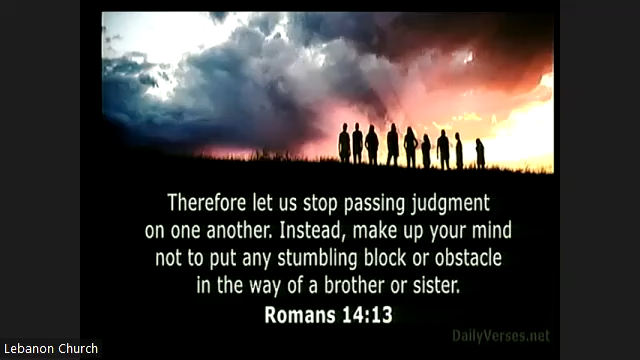 Therefore let us stop passing judgment
on one another. Instead, make up your mind
not to put any stumbling block or obstacle
in the way of a brother or sister.
Romans 14:13
DailyVerses.net
Lebanon Church